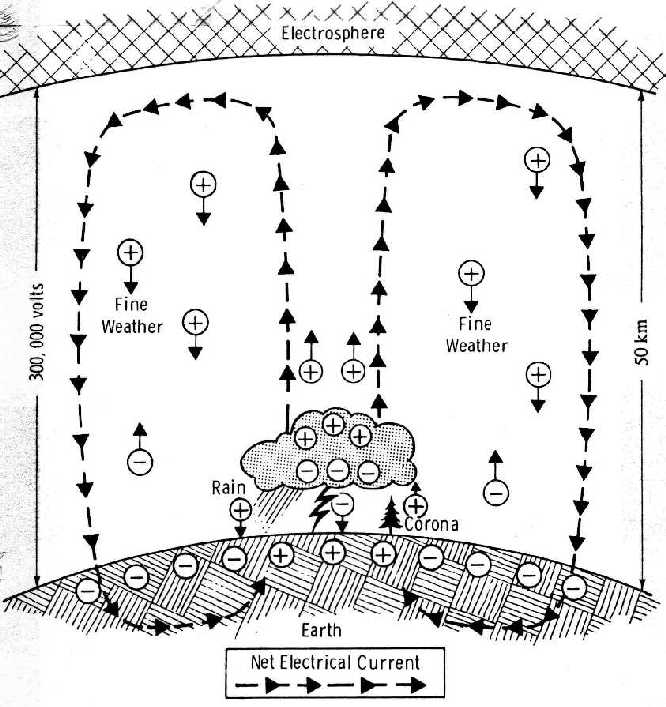 Electrosphere
300,000 volts
50 km
Fine
Weather
Fine
Weather
Rain
Corona
Earth
Net Electrical Current